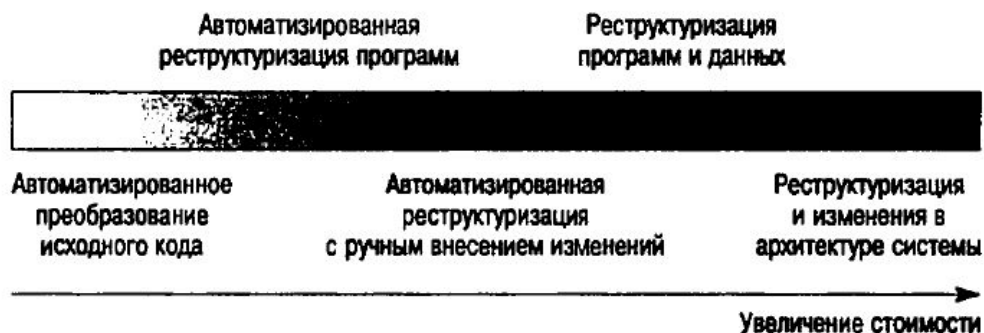 Автоматизированная
реструктуризация программ
Реструктуризация
программ и данных
Автоматизированное
преобразование
исходного кода
Автоматизированная
реструктуризация
с ручным внесением изменений
Реструктуризация
и изменения в
архитектуре системы
Увеличение стоимости